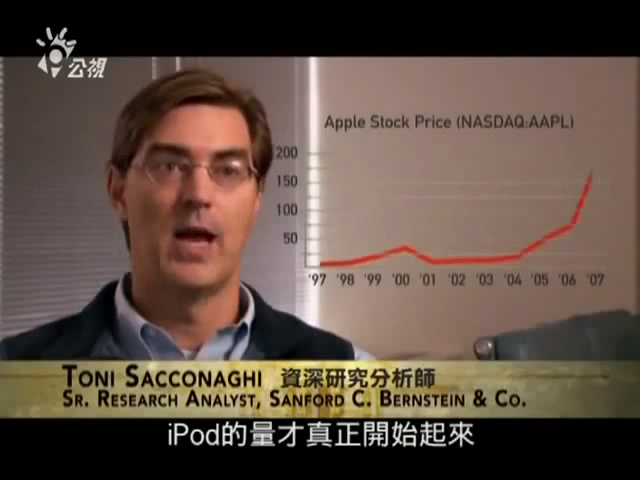 公視
Apple Stock Price (NASDAQ:AAPL)
200
150
100
50
'97 '98 '99 '00 '01 '02 '03 '04 '05 '06 '07
TONI SACCONAGHI 資深研究分析師
SR. RESEARCH ANALYST, SANFORD C. BERNSTEIN & CO.
iPod的量才真正開始起來